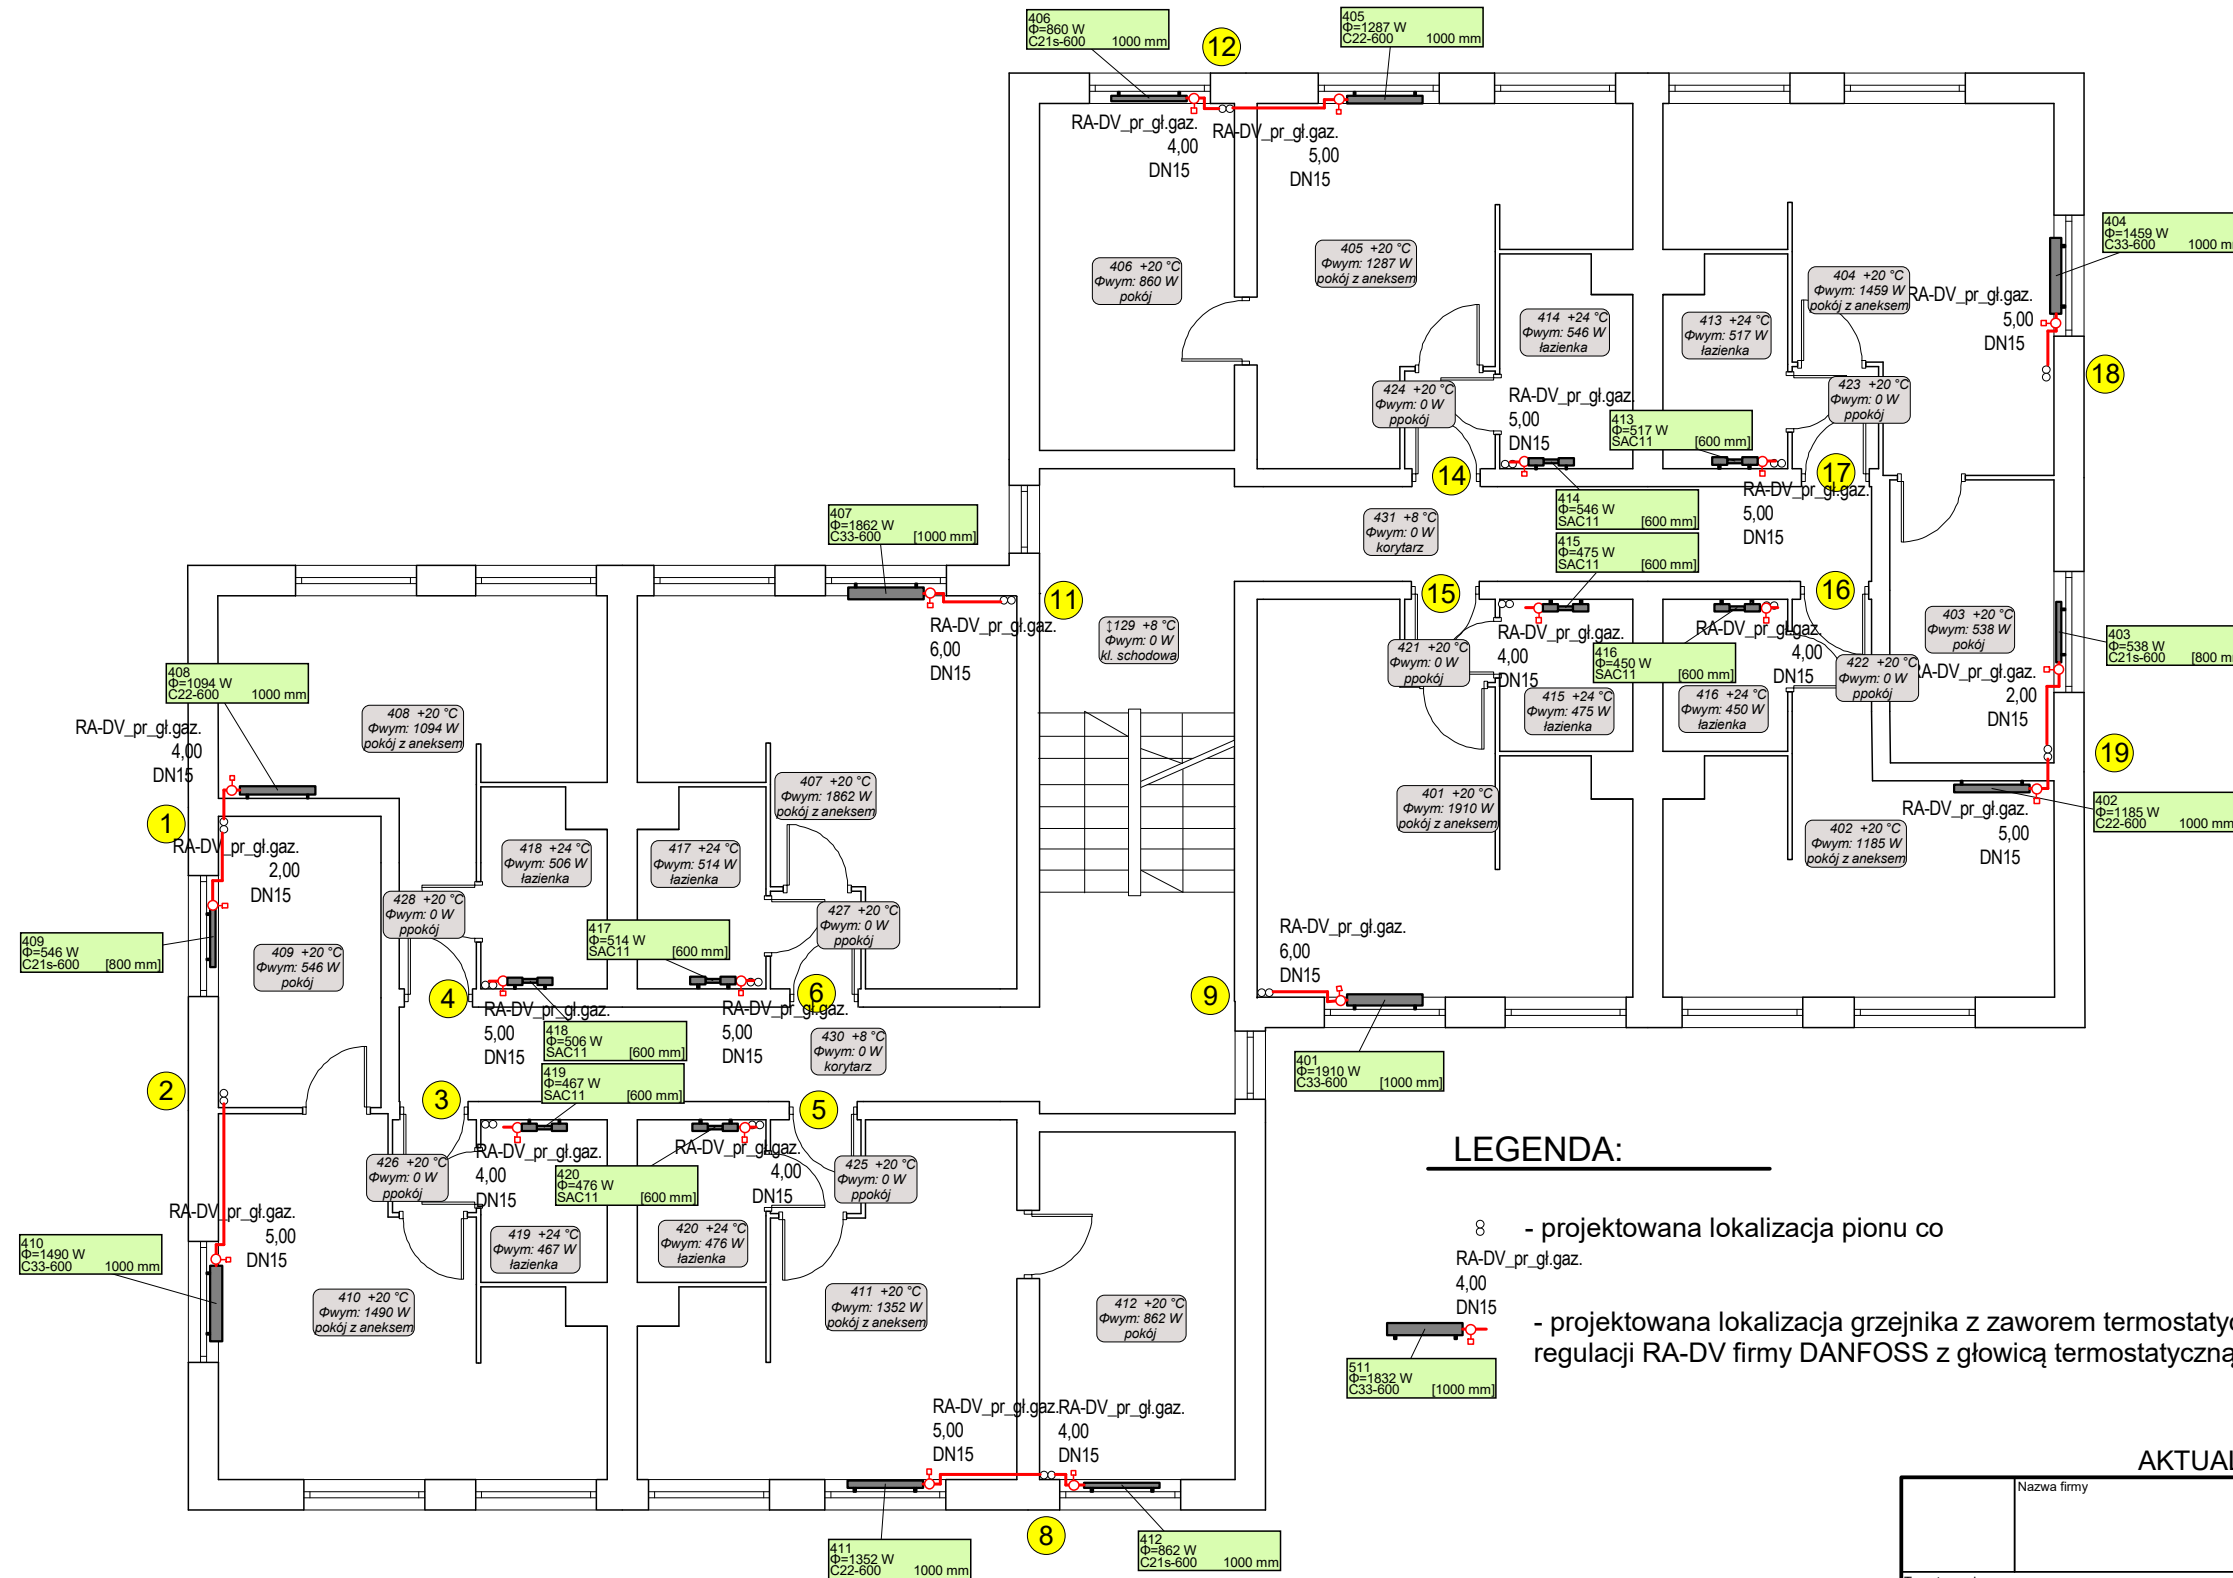 406
Φ=860 W
C21s-600 1000 mm
12
405
Φ=1287 W
C22-600 1000 mm
RA-DV_pr_gł.gaz.
4,00
DN15
RA-DV_pr_gł.gaz.
5,00
DN15
406 +20 °C
Φwym: 860 W
pokój
405 +20 °C
Φwym: 1287 W
pokój z aneksem
404
Φ=1459 W
C33-600 1000 m
404 +20 °C
Φwym: 1459 W
pokój z aneksem
RA-DV_pr_gł.gaz.
5,00
DN15
18
414 +24 °C
Φwym: 546 W
łazienka
413 +24 °C
Φwym: 517 W
łazienka
424 +20 °C
Φwym: 0 W
ppokój
423 +20 °C
Φwym: 0 W
ppokój
RA-DV_pr_gł.gaz.
5,00
DN15
413
Φ=517 W
SAC11 [600 mm]
14
17
RA-DV_pr_gł.gaz.
5,00
DN15
414
Φ=546 W
SAC11 [600 mm]
415
Φ=475 W
SAC11 [600 mm]
431 +8 °C
Φwym: 0 W
korytarz
407
Φ=1862 W
C33-600 [1000 mm]
11
15
16
RA-DV_pr_gł.gaz.
6,00
DN15
↕129 +8 °C
Φwym: 0 W
kl. schodowa
421 +20 °C
Φwym: 0 W
ppokój
RA-DV_pr_gł.gaz.
4,00
DN15
416
Φ=450 W
SAC11 [600 mm]
RA-DV_pr_gł.gaz.
4,00
DN15
422 +20 °C
Φwym: 0 W
ppokój
403 +20 °C
Φwym: 538 W
pokój
403
Φ=538 W
C21s-600 [800 m
RA-DV_pr_gł.gaz.
2,00
DN15
415 +24 °C
Φwym: 475 W
łazienka
416 +24 °C
Φwym: 450 W
łazienka
19
408
Φ=1094 W
C22-600 1000 mm
RA-DV_pr_gł.gaz.
4,00
DN15
408 +20 °C
Φwym: 1094 W
pokój z aneksem
407 +20 °C
Φwym: 1862 W
pokój z aneksem
401 +20 °C
Φwym: 1910 W
pokój z aneksem
402 +20 °C
Φwym: 1185 W
pokój z aneksem
RA-DV_pr_gł.gaz.
5,00
DN15
402
Φ=1185 W
C22-600 1000 mm
1
RA-DV_pr_gł.gaz.
2,00
DN15
418 +24 °C
Φwym: 506 W
łazienka
417 +24 °C
Φwym: 514 W
łazienka
428 +20 °C
Φwym: 0 W
ppokój
427 +20 °C
Φwym: 0 W
ppokój
417
Φ=514 W
SAC11 [600 mm]
409
Φ=546 W
C21s-600 [800 mm]
409 +20 °C
Φwym: 546 W
pokój
RA-DV_pr_gł.gaz.
6,00
DN15
4
6
9
RA-DV_pr_gł.gaz.
5,00
DN15
418
Φ=506 W
SAC11 [600 mm]
RA-DV_pr_gł.gaz.
5,00
DN15
430 +8 °C
Φwym: 0 W
korytarz
401
Φ=1910 W
C33-600 [1000 mm]
419
Φ=467 W
SAC11 [600 mm]
2
3
5
RA-DV_pr_gł.gaz.
4,00
DN15
RA-DV_pr_gł.gaz.
4,00
DN15
426 +20 °C
Φwym: 0 W
ppokój
420
Φ=476 W
SAC11 [600 mm]
425 +20 °C
Φwym: 0 W
ppokój
LEGENDA:
RA-DV_pr_gł.gaz.
5,00
DN15
419 +24 °C
Φwym: 467 W
łazienka
420 +24 °C
Φwym: 476 W
łazienka
- projektowana lokalizacja pionu co
410
Φ=1490 W
C33-600 1000 mm
410 +20 °C
Φwym: 1490 W
pokój z aneksem
411 +20 °C
Φwym: 1352 W
pokój z aneksem
412 +20 °C
Φwym: 862 W
pokój
RA-DV_pr_gł.gaz.
4,00
DN15
- projektowana lokalizacja grzejnika z zaworem termostatyc
regulacji RA-DV firmy DANFOSS z głowicą termostatyczną
511
Φ=1832 W
C33-600 [1000 mm]
RA-DV_pr_gł.gaz.
5,00
DN15
RA-DV_pr_gł.gaz.
4,00
DN15
AKTUAL
Nazwa firmy
8
411
Φ=1352 W
C22-600 1000 mm
412
Φ=862 W
C21s-600 1000 mm